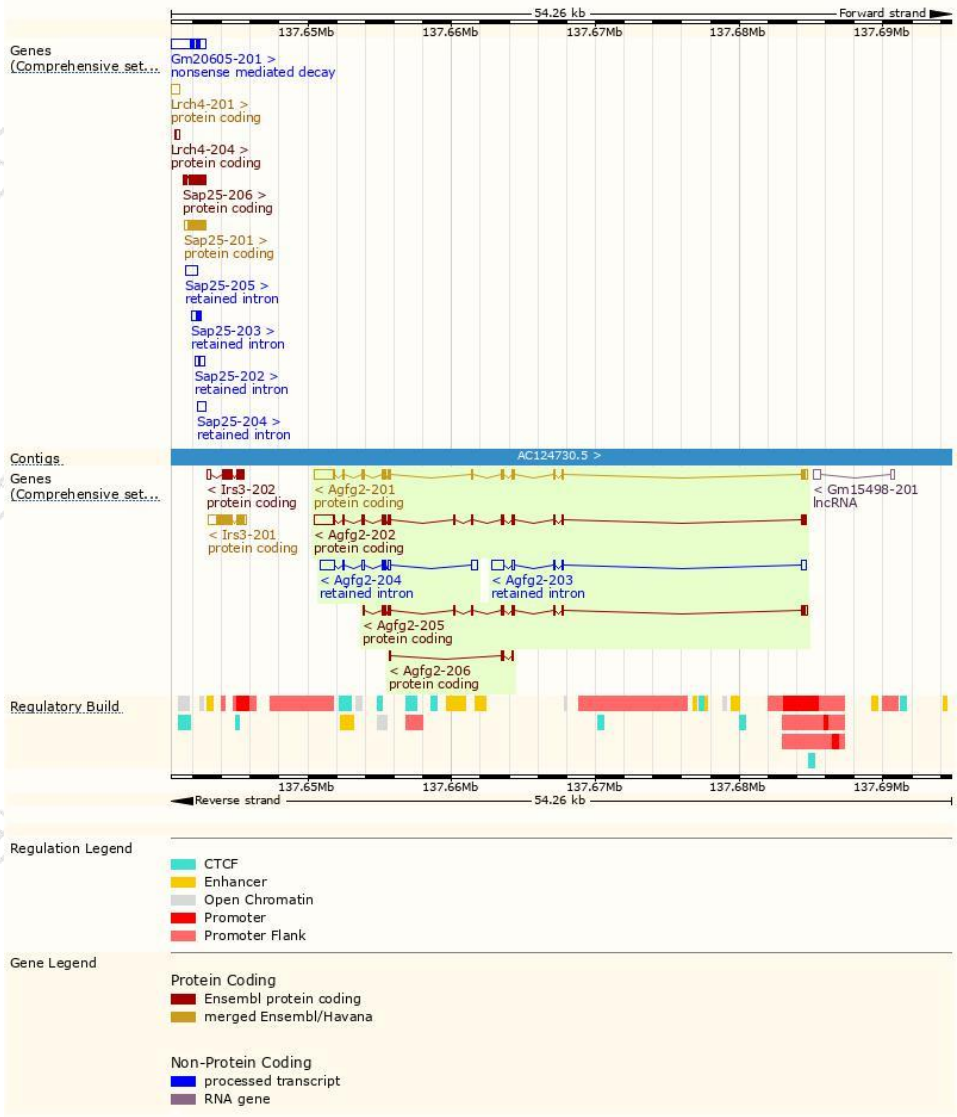 54.26 kb
Forward strand
137.65Mb 137.66Mb 137.67Mb 137.68Mb 137.69Mb
Genes
(Comprehensive set...
Gm20605-201 >
nonsense mediated decay
Lrch4-201 >
protein coding
Lrch4-204 >
protein coding
Sap25-206 >
protein coding
Sap25-201 >
protein coding
Sap25-205 >
retained intron
Sap25-203 >
retained intron
Sap25-202 >
retained intron
Sap25-204 >
retained intron
Contigs
AC124730.5 >
Genes
(Comprehensive set...
< Irs3-202
protein coding
< Agfg2-201
protein coding
< Gm15498-201
lncRNA
< Irs3-201
protein coding
< Agfg2-202
protein coding
< Agfg2-204
retained intron
< Agfg2-203
retained intron
< Agfg2-205
protein coding
< Agfg2-206
protein coding
Regulatory Build
137.65Mb 137.66Mb 137.67Mb 137.68Mb 137.69Mb
Reverse strand
54.26 kb
Regulation Legend
CTCF
Enhancer
Open Chromatin
Promoter
Promoter Flank
Gene Legend
Protein Coding
Ensembl protein coding
merged Ensembl/Havana
Non-Protein Coding
processed transcript
RNA gene